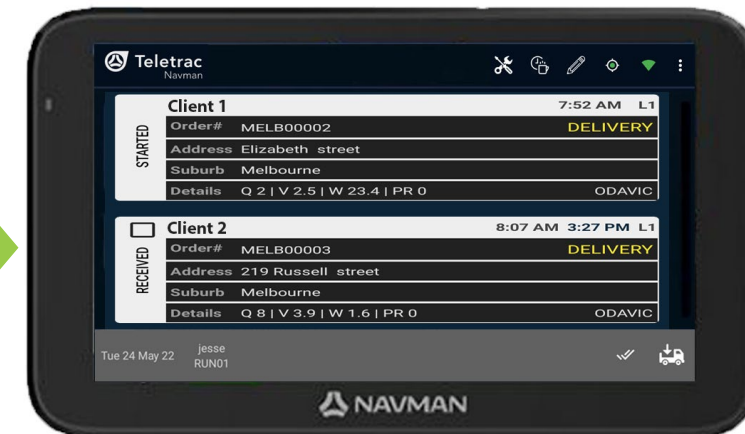 Teletrac
Navman
Client 1 7:52 AM L1
STARTED
Order# MELB00002 DELIVERY
Address Elizabeth street
Suburb Melbourne
Details Q 2 | V 2.5 | W 23.4 | PR 0 ODAVIC
Client 2 8:07 AM 3:27 PM L1
RECEIVED
Order# MELB00003 DELIVERY
Address 219 Russell street
Suburb Melbourne
Details Q 8 | V 3.9 | W 1.6 | PR 0 ODAVIC
Tue 24 May 22 jesse
RUN01
NAVMAN